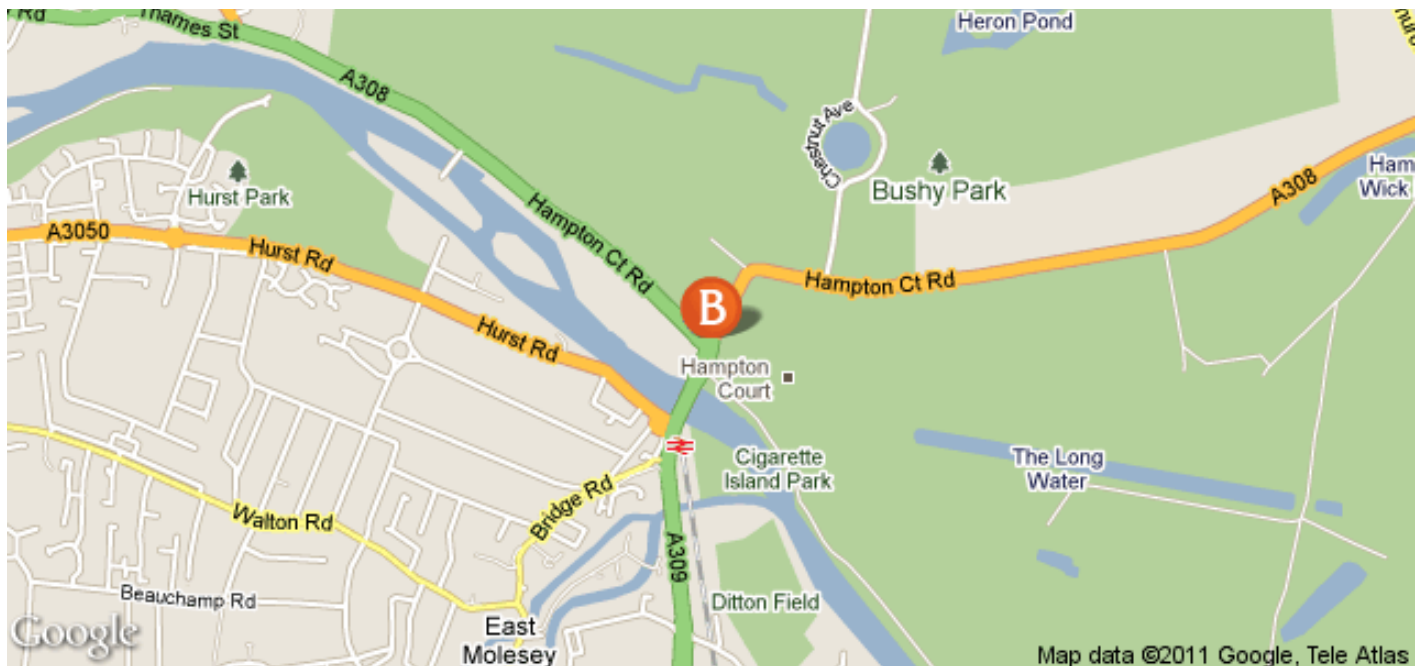 Rd
Thames St
Heron Pond
A308
Chestnut Ave
Bushy Park
Ham
Wick
A308
Hurst Park
A3050
Hurst Rd
Hampton Ct Rd
Hampton Ct Rd
B
Hurst Rd
Hampton
Court
Cigarette
Island Park
The Long
Water
Bridge Rd
Walton Rd
A309
Beauchamp Rd
Ditton Field
East
Molesey
Google
Map data ©2011 Google, Tele Atlas